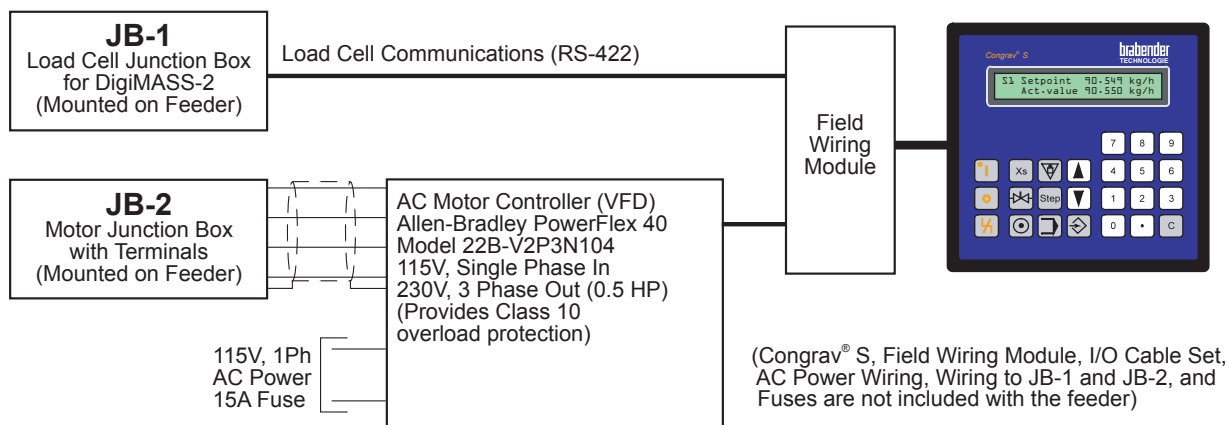 JB-1
Load Cell Junction Box
for DigiMASS-2
(Mounted on Feeder)
Load Cell Communications (RS-422)
JB-2
Motor Junction Box
with Terminals
(Mounted on Feeder)
AC Motor Controller (VFD)
Allen-Bradley PowerFlex 40
Model 22B-V2P3N104
115V, Single Phase In
230V, 3 Phase Out (0.5 HP)
(Provides Class 10
overload protection)
115V, 1Ph
AC Power
15A Fuse
Field
Wiring
Module
Congrav® S
brabender
TECHNOLOGIE
S1 Setpoint 90.549 kg/h
Act.value 90.550 kg/h
7 8 9
Xs 4 5 6
Step 1 2 3
0 • C
(Congrav® S, Field Wiring Module, I/O Cable Set,
AC Power Wiring, Wiring to JB-1 and JB-2, and
Fuses are not included with the feeder)